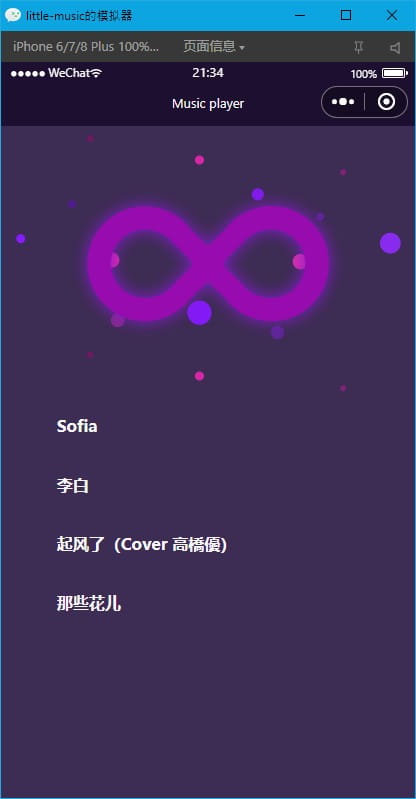 little-music的模拟器
iPhone 6/7/8 Plus 100%... 页面信息
WeChat 21:34 100%
Music player
Sofia
李白
起风了（Cover 高橋優）
那些花儿